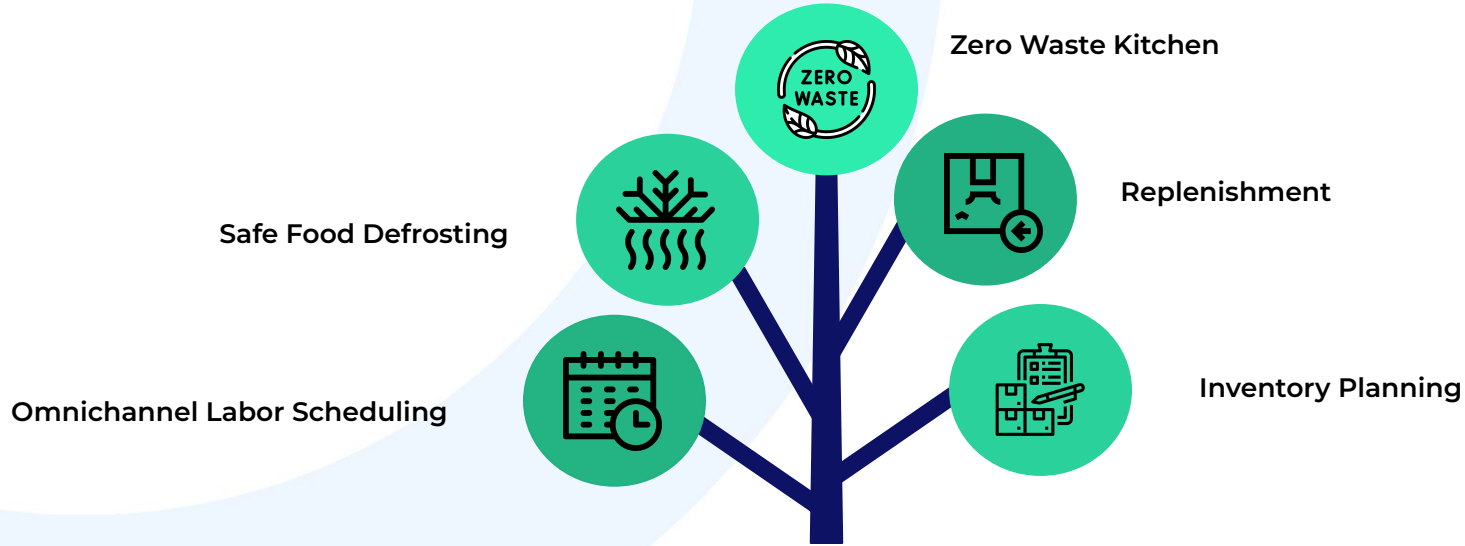 Zero Waste Kitchen
ZERO
WASTE
Replenishment
Safe Food Defrosting
Inventory Planning
Omnichannel Labor Scheduling